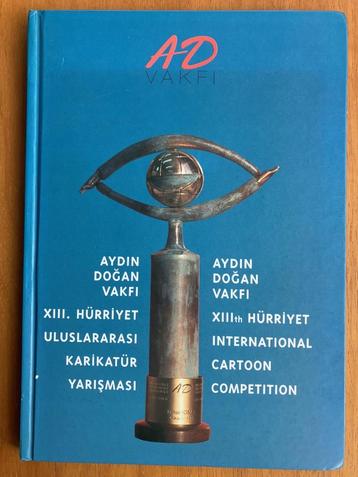 A-D
VAKFI
AYDIN
DOĞAN
VAKFI
XIII. HÜRRİYET
ULUSLARARASI
KARİKATÜR
YARIŞMASI
AYDIN
DOĞAN
VAKFI
XIIIth HÜRRİYET
INTERNATIONAL
CARTOON
COMPETITION
AD